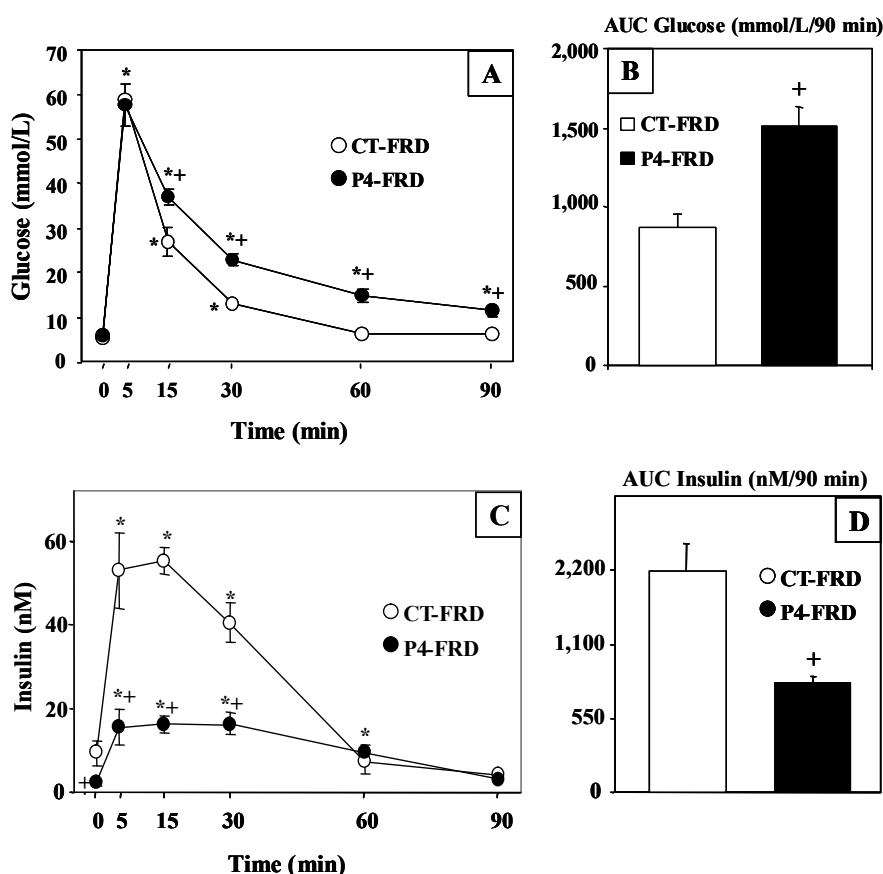 A
Glucose (mmol/L)
70
60
50
40
30
20
10
0
*
*+
*
*+
*
*+
*+
CT-FRD
P4-FRD
0 5 15 30 60 90
Time (min)
AUC Glucose (mmol/L/90 min)
B
2,000
1,500
1,000
500
0
CT-FRD
P4-FRD
+
C
Insulin (nM)
60
40
20
0
*
*
*
*+
*+
*+
*
+
CT-FRD
P4-FRD
0 5 15 30 60 90
Time (min)
AUC Insulin (nM/90 min)
D
2,200
1,100
550
0
CT-FRD
P4-FRD
+